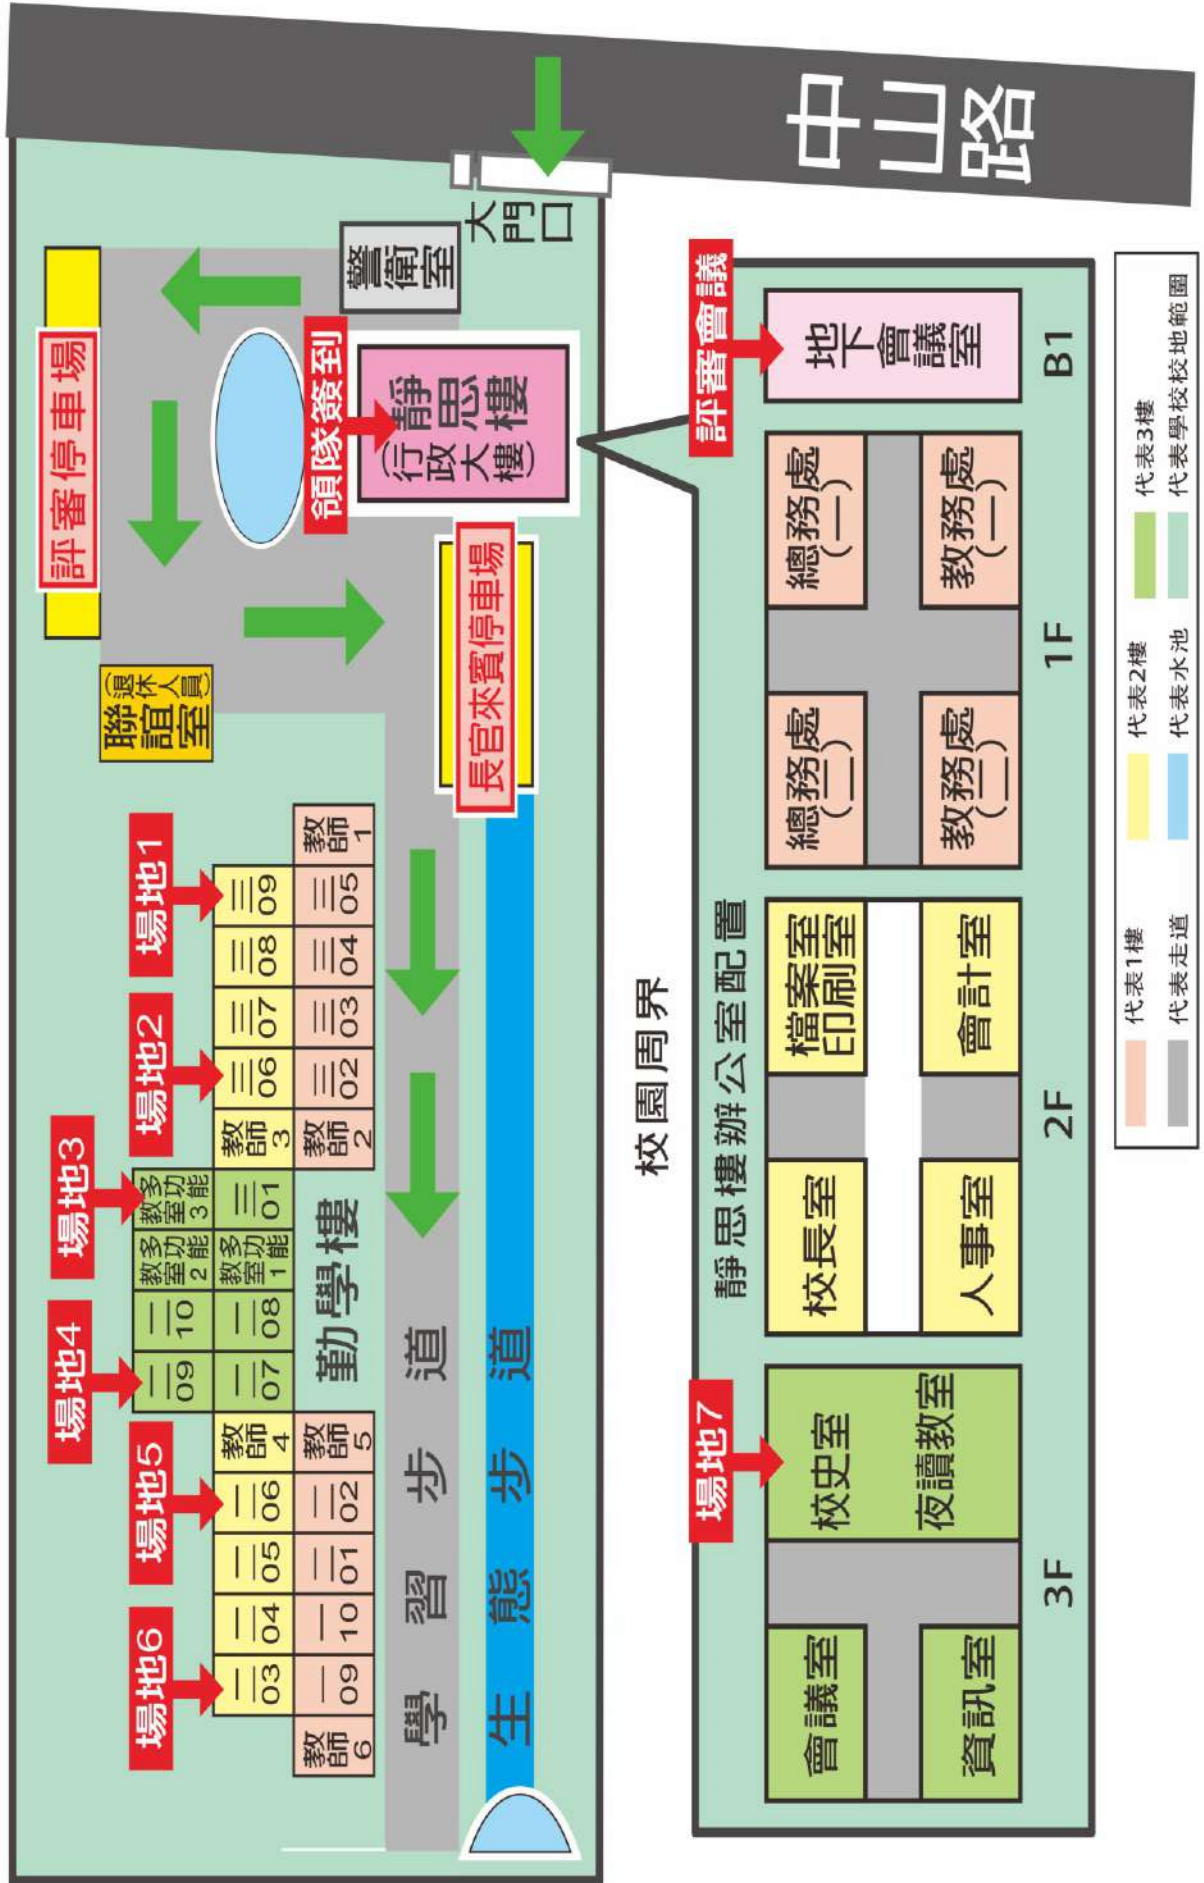 中山路
大門口
警衛室
評審停車場
領隊簽到
靜思樓
(行政大樓)
長官來賓停車場
聯誼室
(退休人員)
場地6
場地5
場地4
場地3
場地2
場地1
二09
二10
多功能教室2
多功能教室3
二03
二04
二05
二06
教師4
二07
二08
多功能教室1
三01
教師3
三06
三07
三08
三09
教師6
一09
一10
二01
二02
教師5
勤學樓
教師2
三02
三03
三04
三05
教師1
學習步道
生態步道
校園周界
靜思樓辦公室配置
場地7
評審會議
會議室
校史室
夜讀教室
資訊室
3F
校長室
檔案室
印刷室
人事室
會計室
2F
總務處
(二)
總務處
(一)
教務處
(二)
教務處
(一)
1F
地下會議室
B1
代表1樓
代表2樓
代表3樓
代表走道
代表水池
代表學校校地範圍